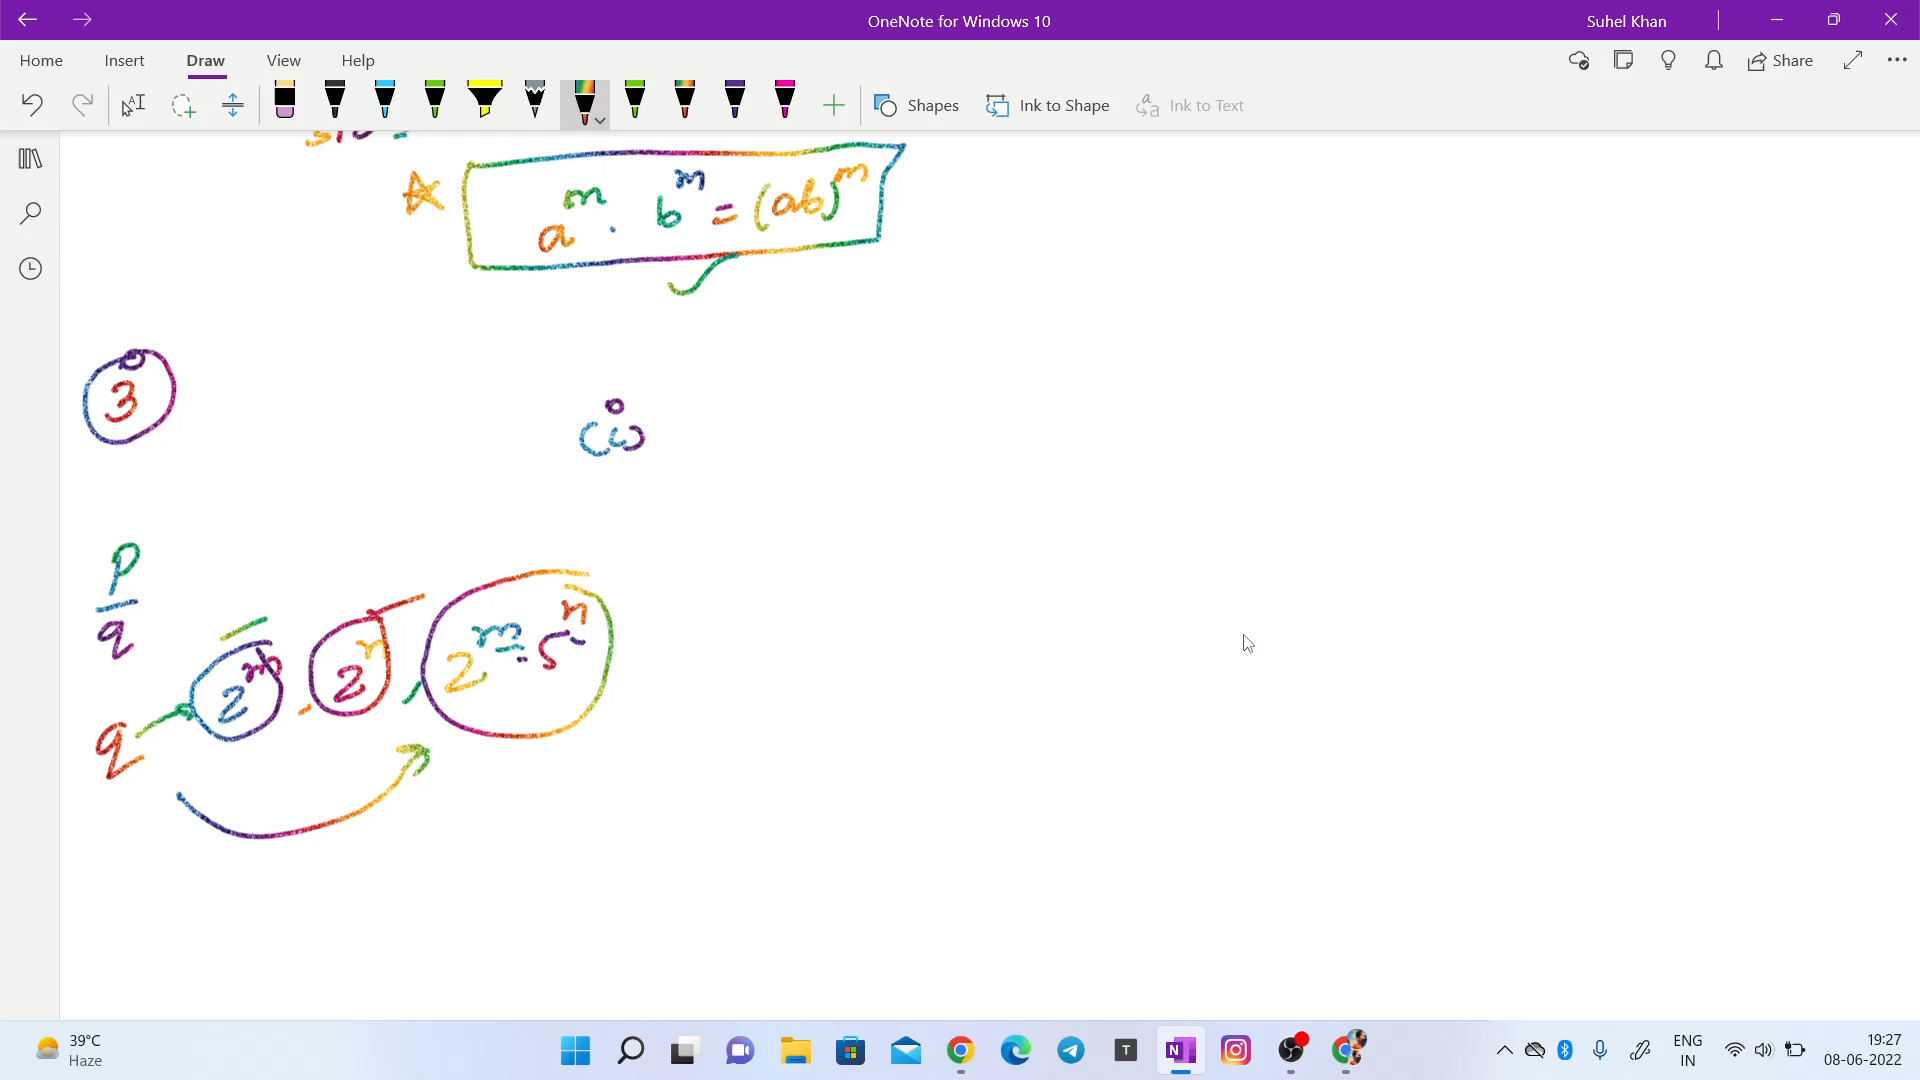 OneNote for Windows 10
Suhel Khan
Home Insert Draw View Help
Share
Shapes Ink to Shape Ink to Text
a^m . b^m = (ab)^m
3
p/q
q → 2^m , 2^n , 2^m . 5^n
39°C
Haze
ENG
IN
19:27
08-06-2022